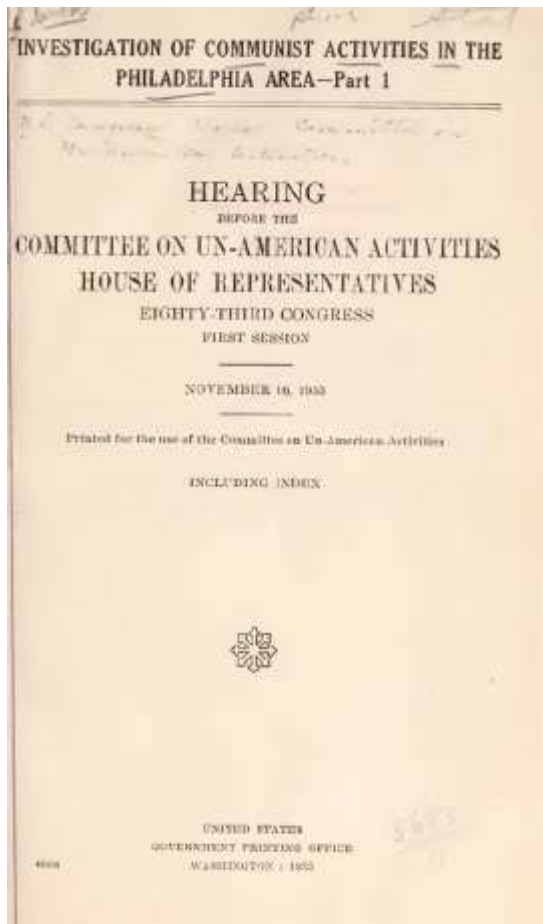 INVESTIGATION OF COMMUNIST ACTIVITIES IN THE
PHILADELPHIA AREA—Part 1
HEARING
BEFORE THE
COMMITTEE ON UN-AMERICAN ACTIVITIES
HOUSE OF REPRESENTATIVES
EIGHTY-THIRD CONGRESS
FIRST SESSION
NOVEMBER 1953
Printed for the use of the Committee on Un-American Activities
INCLUDING INDEX
UNITED STATES
GOVERNMENT PRINTING OFFICE
WASHINGTON : 1953